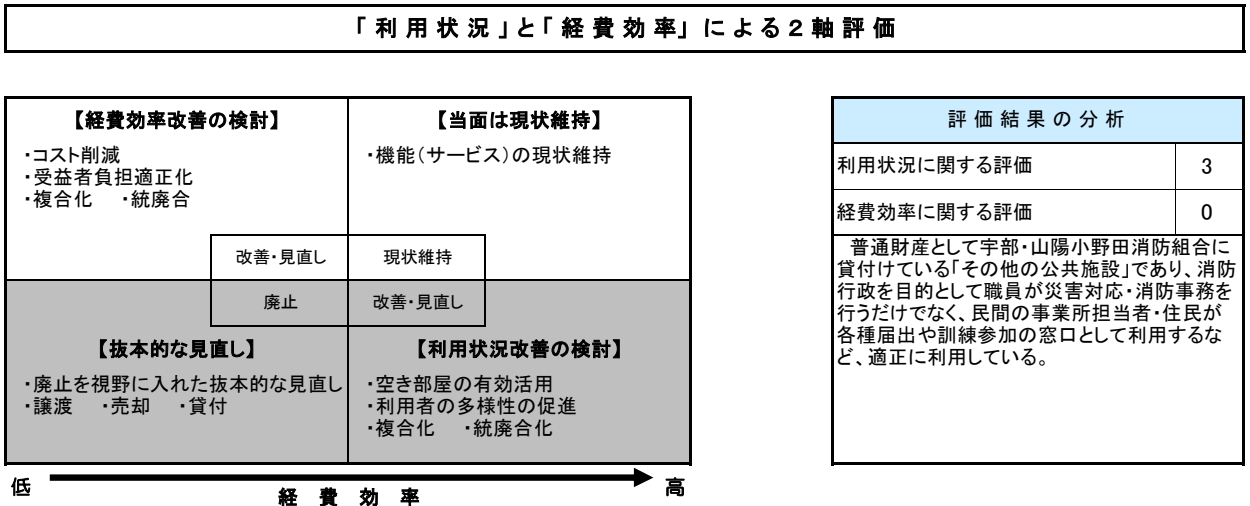 「利用状況」と「経費効率」による２軸評価
【経費効率改善の検討】
・コスト削減
・受益者負担適正化
・複合化　・統廃合
【当面は現状維持】
・機能（サービス）の現状維持
改善・見直し
現状維持
廃止
改善・見直し
【抜本的な見直し】
・廃止を視野に入れた抜本的な見直し
・譲渡　・売却　・貸付
【利用状況改善の検討】
・空き部屋の有効活用
・利用者の多様性の促進
・複合化　・統廃合化
低
経費効率
高
評価結果の分析
利用状況に関する評価　3
経費効率に関する評価　0
普通財産として宇部・山陽小野田消防組合に
貸付けている「その他の公共施設」であり、消防
行政を目的として職員が災害対応・消防事務を
行うだけでなく、民間の事業所担当者・住民が
各種届出や訓練参加の窓口として利用するな
ど、適正に利用している。